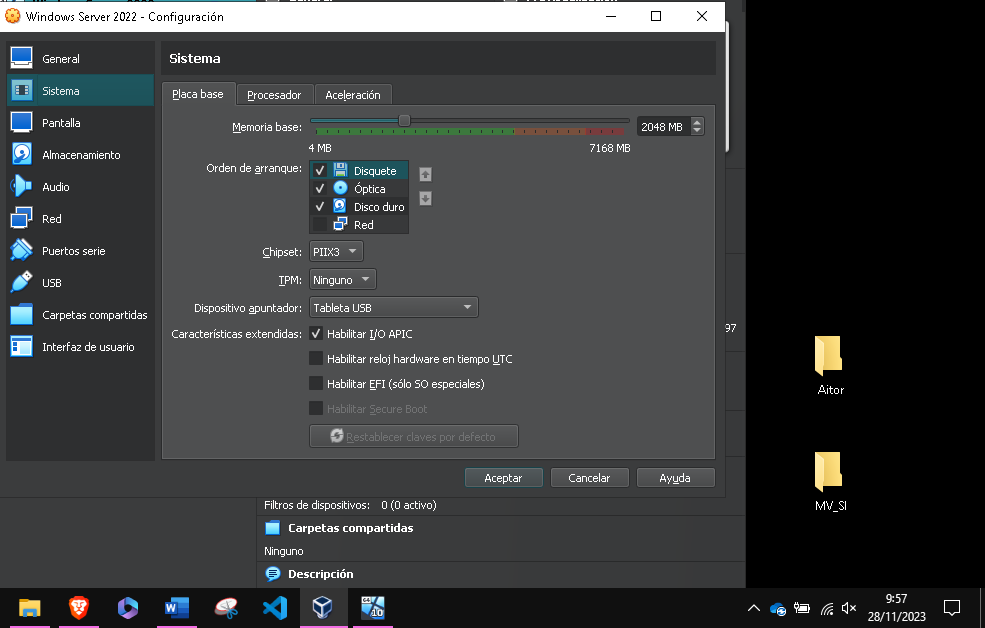 Windows Server 2022 - Configuración
General
Sistema
Pantalla
Almacenamiento
Audio
Red
Puertos serie
USB
Carpetas compartidas
Interfaz de usuario
Sistema
Placa base
Procesador
Aceleración
Memoria base:
2048 MB
4 MB
7168 MB
Orden de arranque:
Disquete
Óptica
Disco duro
Red
Chipset:
PIIX3
TPM:
Ninguno
Dispositivo apuntador:
Tableta USB
Características extendidas:
Habilitar I/O APIC
Habilitar reloj hardware en tiempo UTC
Habilitar EFI (sólo SO especiales)
Habilitar Secure Boot
Restablecer claves por defecto
Aceptar
Cancelar
Ayuda
97
Filtros de dispositivos: 0 (0 activo)
Carpetas compartidas
Ninguno
Descripción
Aitor
MV_SI
9:57
28/11/2023